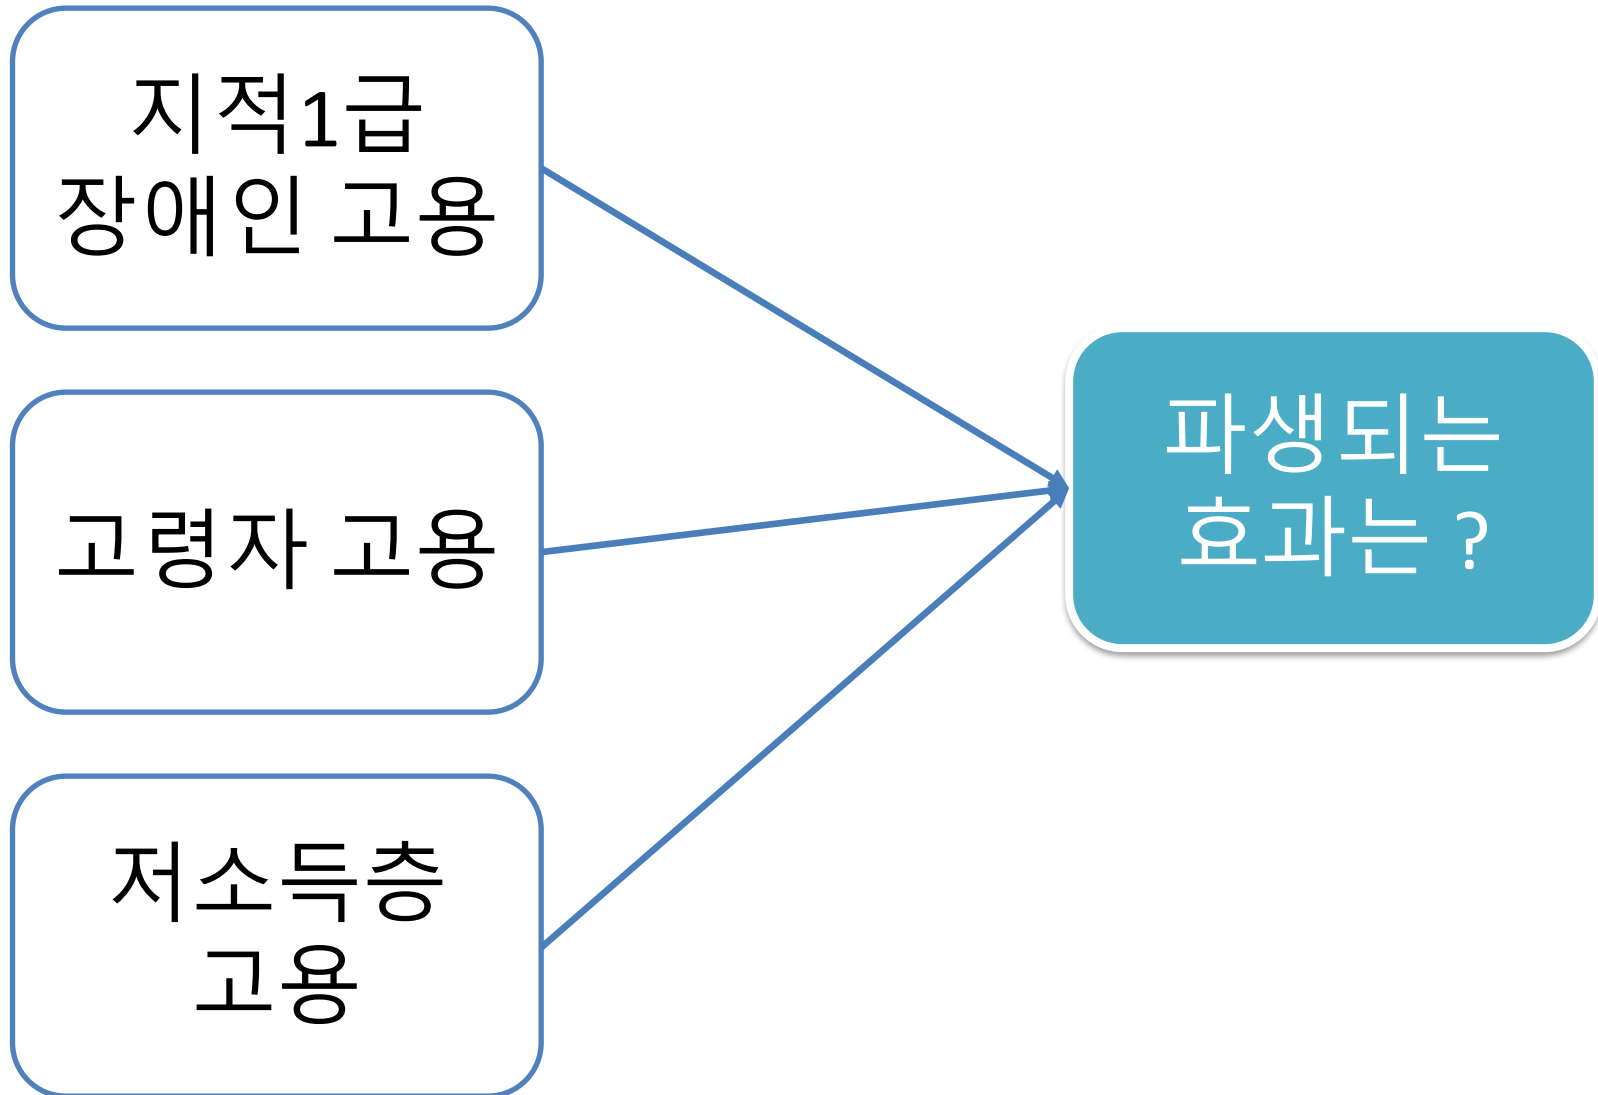 지적1급
장애인 고용
고령자 고용
저소득층
고용
파생되는
효과는 ?